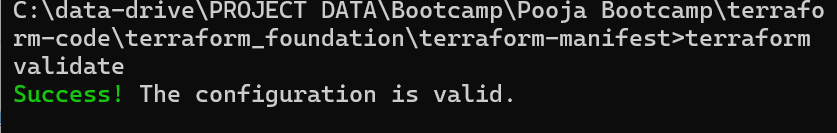 C:\data-drive\PROJECT DATA\Bootcamp\Pooja Bootcamp\terrafo
rm-code\terraform_foundation\terraform-manifest>terraform
validate
Success! The configuration is valid.